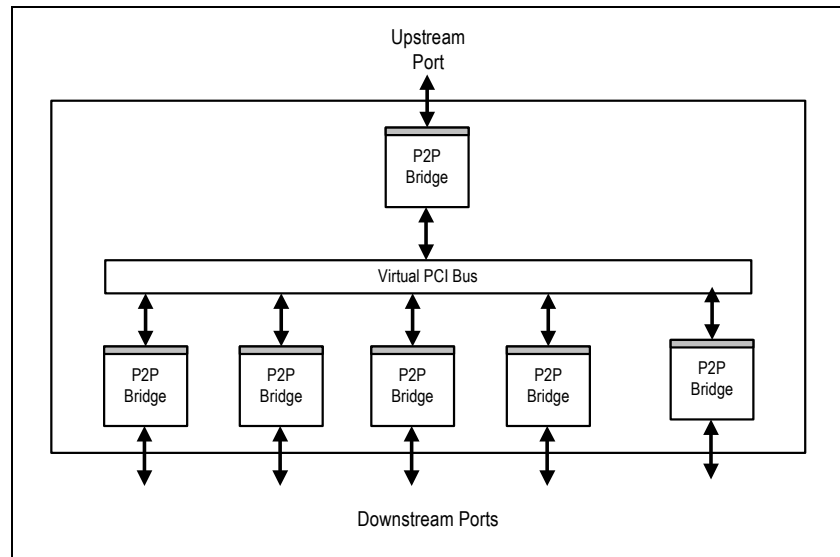 Upstream
Port
P2P
Bridge
Virtual PCI Bus
P2P
Bridge
P2P
Bridge
P2P
Bridge
P2P
Bridge
P2P
Bridge
Downstream Ports